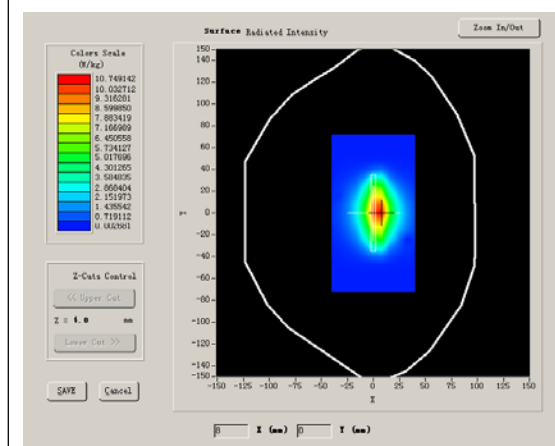 Surface Radiated Intensity
Zoom In/Out
Colors Scale
(W/kg)
10.749142
10.032712
9.316281
8.599850
7.883419
7.166989
6.450558
5.734127
5.017696
4.301265
3.584835
2.868404
2.151973
1.435542
0.719112
0.002681
150
140
120
100
80
60
40
20
0
-20
-40
-60
-80
-100
-120
-140
-150
Y
-150 -125 -100 -75 -50 -25 0 25 50 75 100 125 150
X
Z-Cuts Control
<< Upper Cut
Z = 4.0 mm
Lower Cut >>
SAVE
Cancel
8 X (mm) 0 Y (mm)